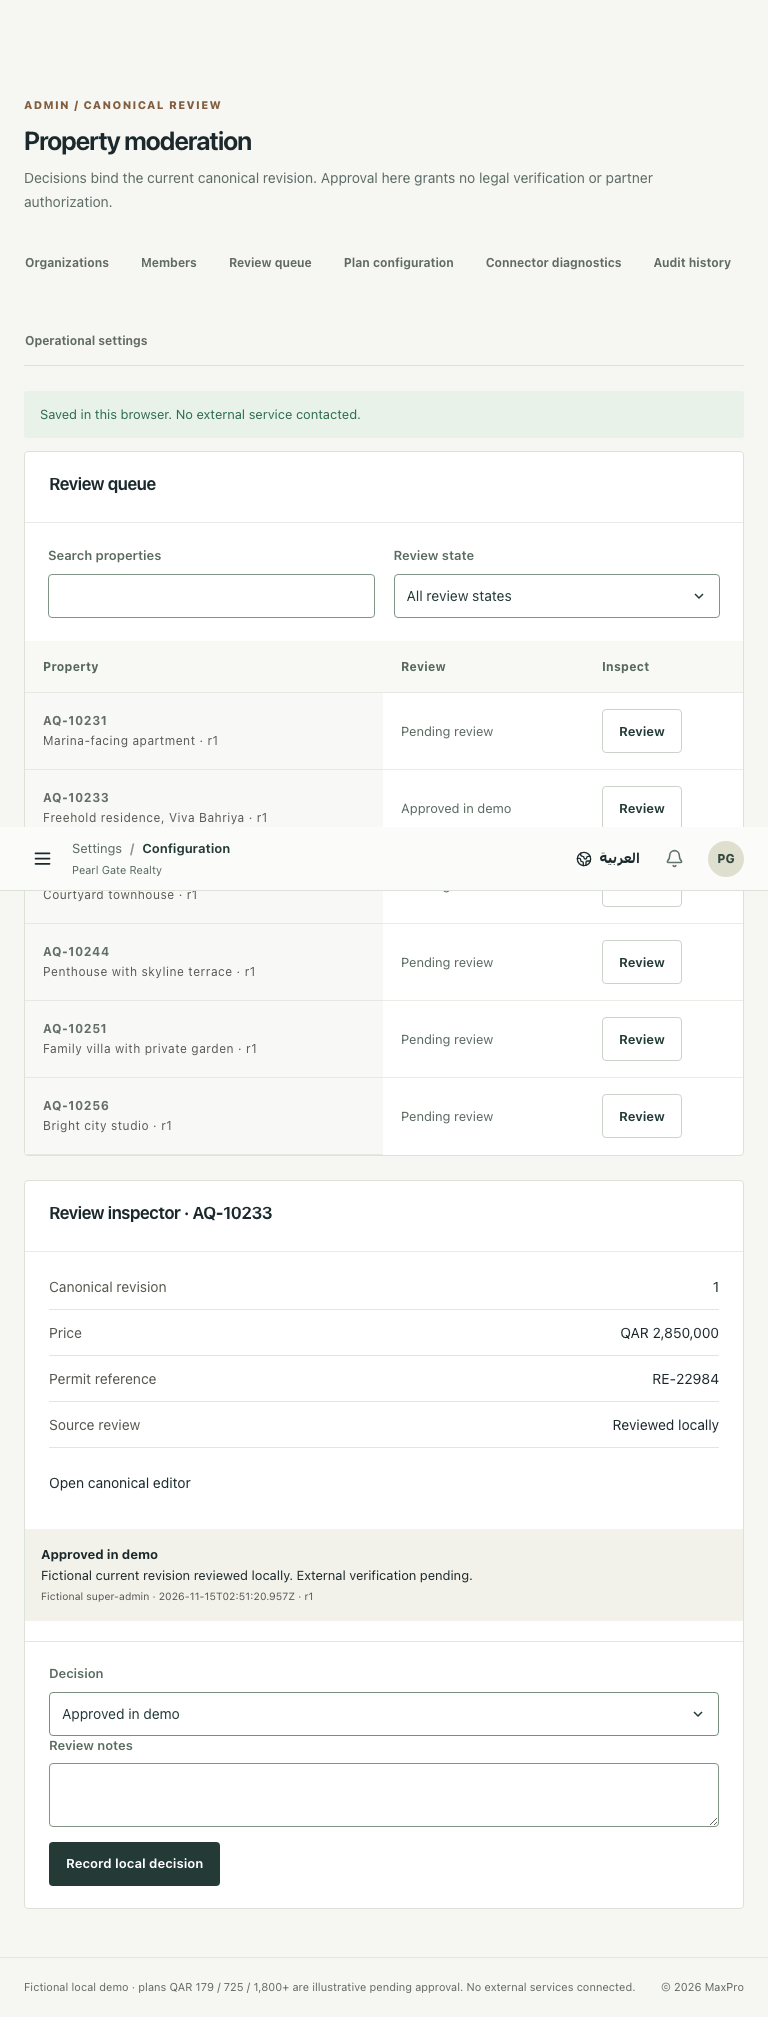 ADMIN / CANONICAL REVIEW
Property moderation
Decisions bind the current canonical revision. Approval here grants no legal verification or partner
authorization.
Organizations Members Review queue Plan configuration Connector diagnostics Audit history
Operational settings
Saved in this browser. No external service contacted.
Review queue
Search properties Review state
All review states
Property Review Inspect
AQ-10231
Marina-facing apartment · r1
Pending review
Review
AQ-10233
Freehold residence, Viva Bahriya · r1
Approved in demo
Review
Settings / Configuration
Pearl Gate Realty
العربية
PG
Courtyard townhouse · r1
AQ-10244
Penthouse with skyline terrace · r1
Pending review
Review
AQ-10251
Family villa with private garden · r1
Pending review
Review
AQ-10256
Bright city studio · r1
Pending review
Review
Review inspector · AQ-10233
Canonical revision 1
Price QAR 2,850,000
Permit reference RE-22984
Source review Reviewed locally
Open canonical editor
Approved in demo
Fictional current revision reviewed locally. External verification pending.
Fictional super-admin · 2026-11-15T02:51:20.957Z · r1
Decision
Approved in demo
Review notes
Record local decision
Fictional local demo · plans QAR 179 / 725 / 1,800+ are illustrative pending approval. No external services connected. © 2026 MaxPro